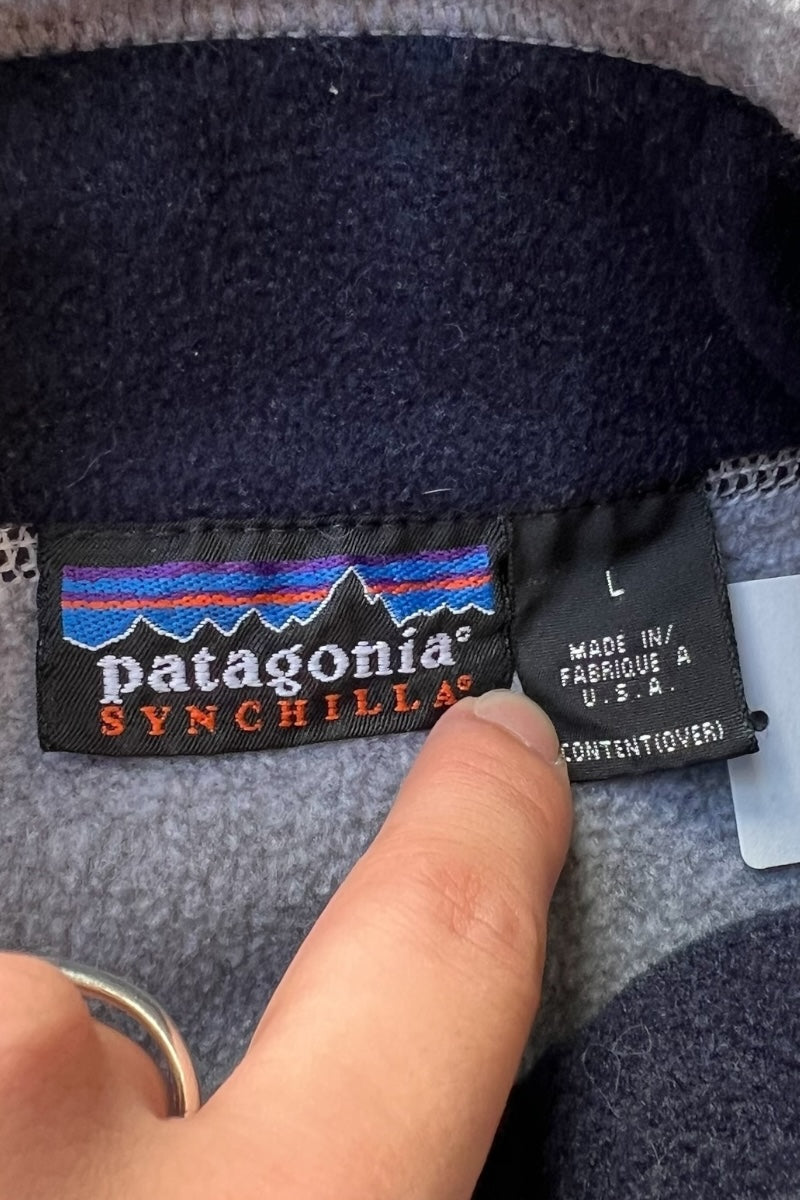 patagonia®
SYNCHILLA®
L
MADE IN/
FABRIQUE A
U.S.A.
CONTENT(OVER)